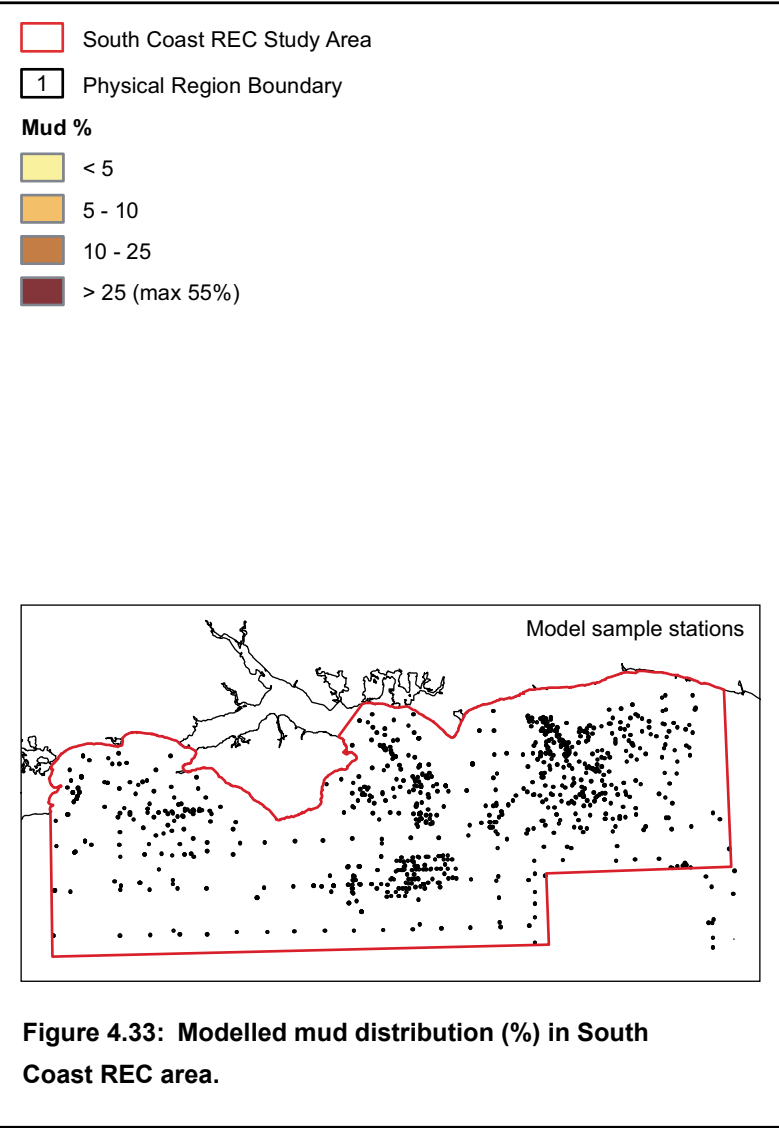 South Coast REC Study Area
1 Physical Region Boundary
Mud %
< 5
5 - 10
10 - 25
> 25 (max 55%)
Model sample stations
Figure 4.33: Modelled mud distribution (%) in South
Coast REC area.